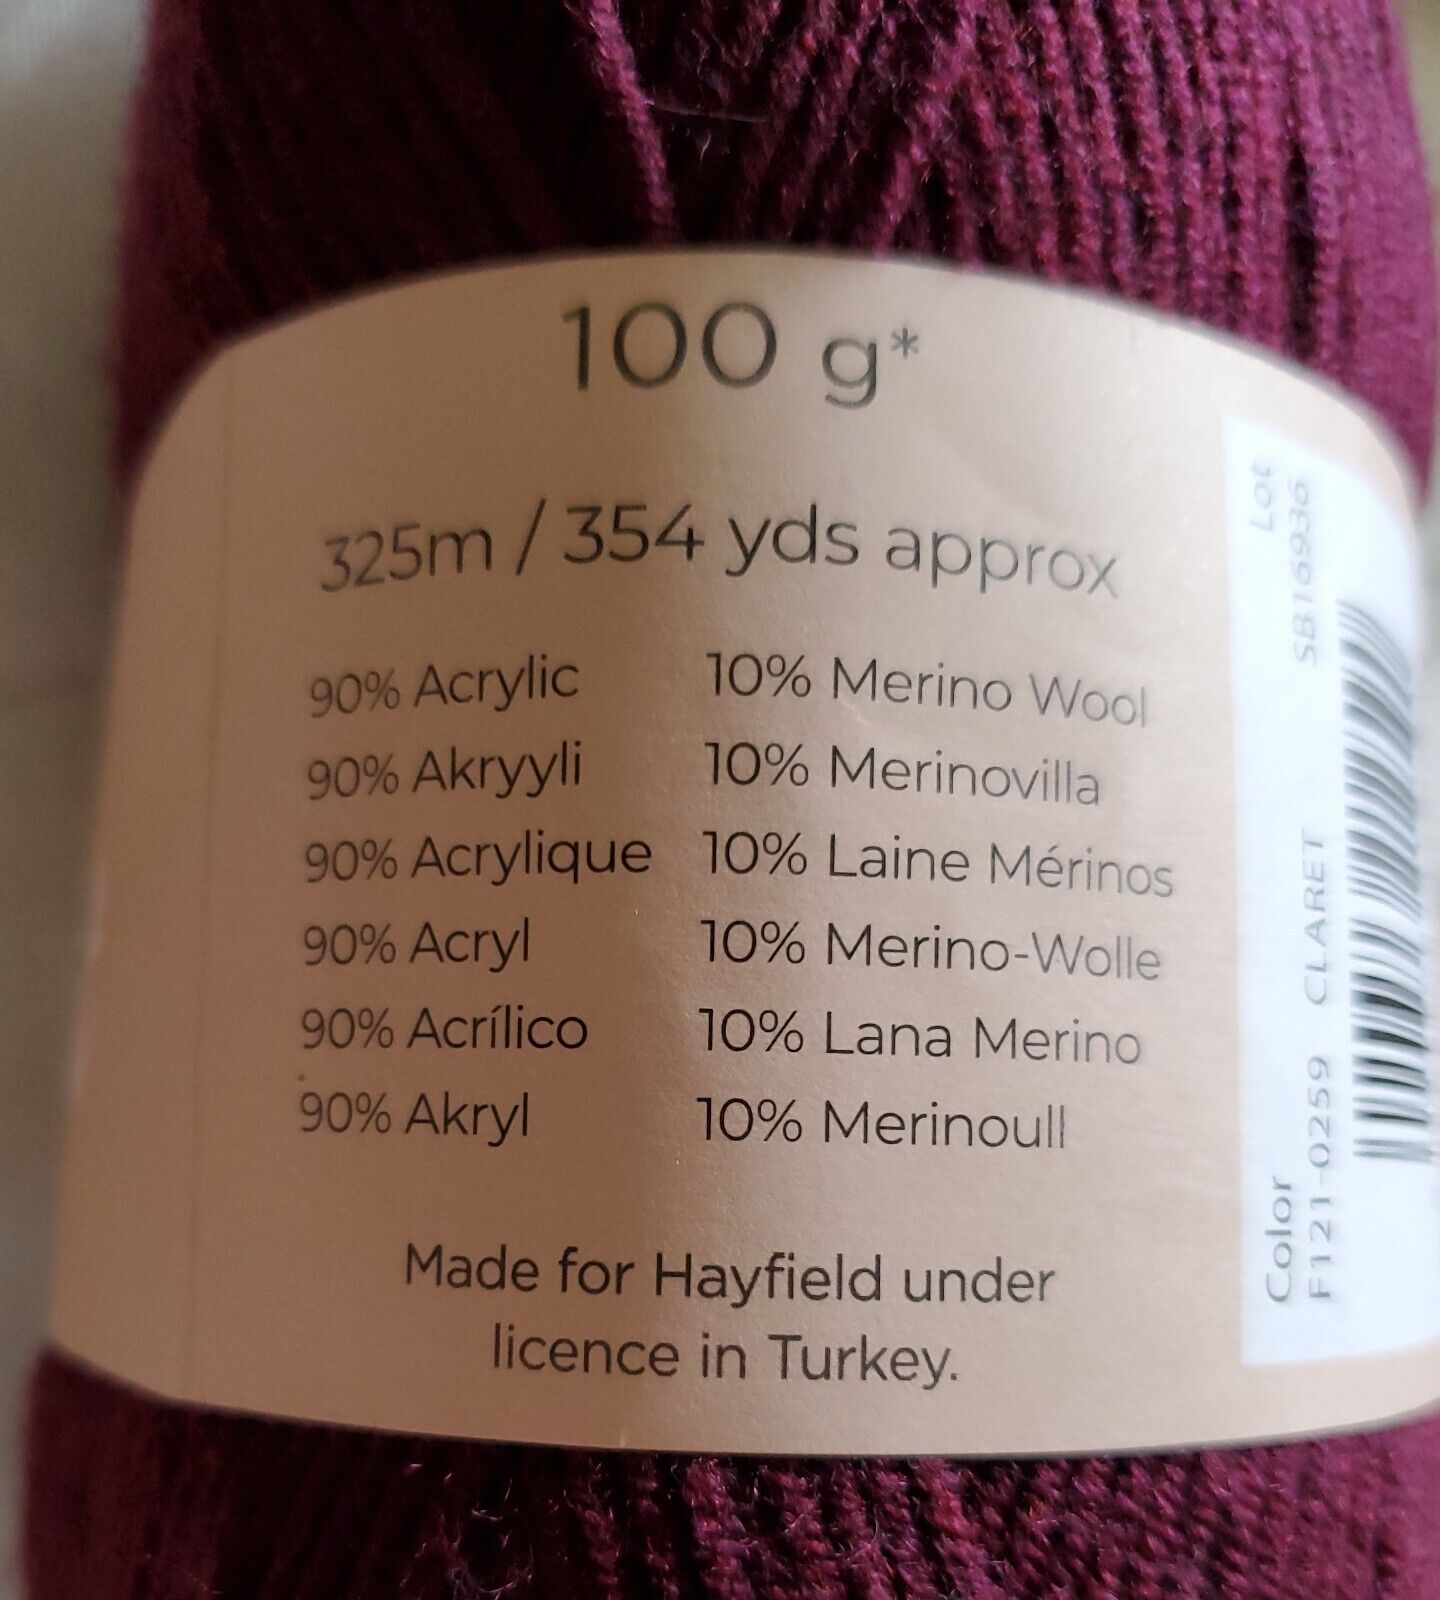 100 g*
325m / 354 yds approx
90% Acrylic 10% Merino Wool
90% Akryyli 10% Merinovilla
90% Acrylique 10% Laine Mérinos
90% Acryl 10% Merino-Wolle
90% Acrílico 10% Lana Merino
90% Akryl 10% Merinoull
Made for Hayfield under
licence in Turkey.
Color Lot
F121-0259 CLARET SB16936